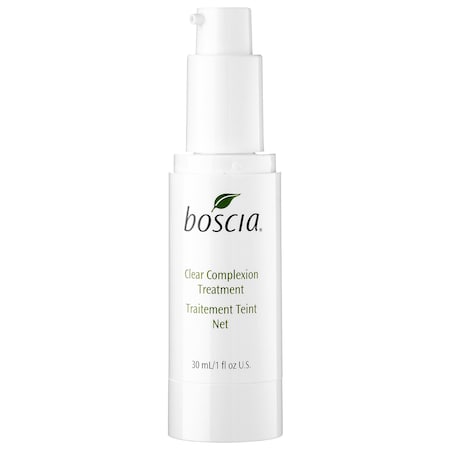 boscia®
Clear Complexion
Treatment
Traitement Teint
Net
30 mL/1 fl oz U.S.